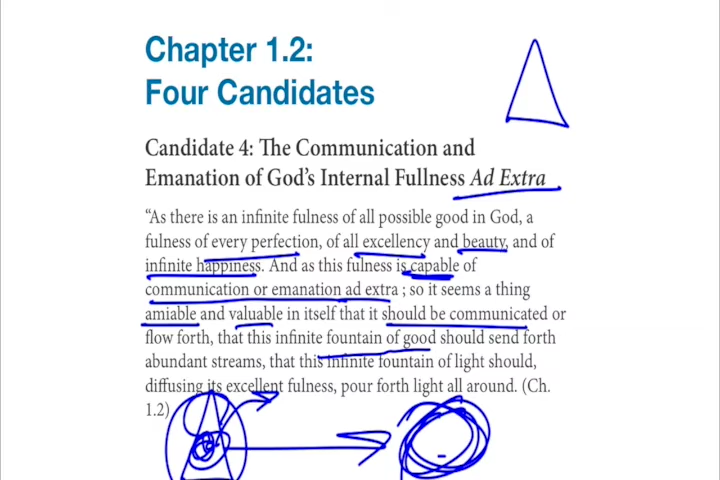 Chapter 1.2:
Four Candidates
Candidate 4: The Communication and
Emanation of God's Internal Fullness Ad Extra
“As there is an infinite fulness of all possible good in God, a
fulness of every perfection, of all excellency and beauty, and of
infinite happiness. And as this fulness is capable of
communication or emanation ad extra ; so it seems a thing
amiable and valuable in itself that it should be communicated or
flow forth, that this infinite fountain of good should send forth
abundant streams, that this infinite fountain of light should,
diffusing its excellent fulness, pour forth light all around. (Ch.
1.2)